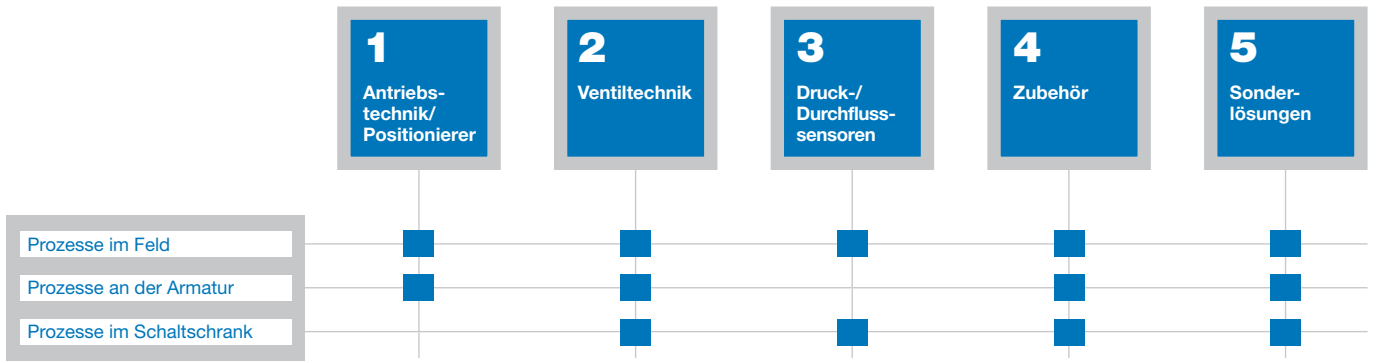 1
Antriebs-
technik/
Positionierer
2
Ventiltechnik
3
Druck-/
Durchfluss-
sensoren
4
Zubehör
5
Sonder-
lösungen
Prozesse im Feld
Prozesse an der Armatur
Prozesse im Schaltschrank